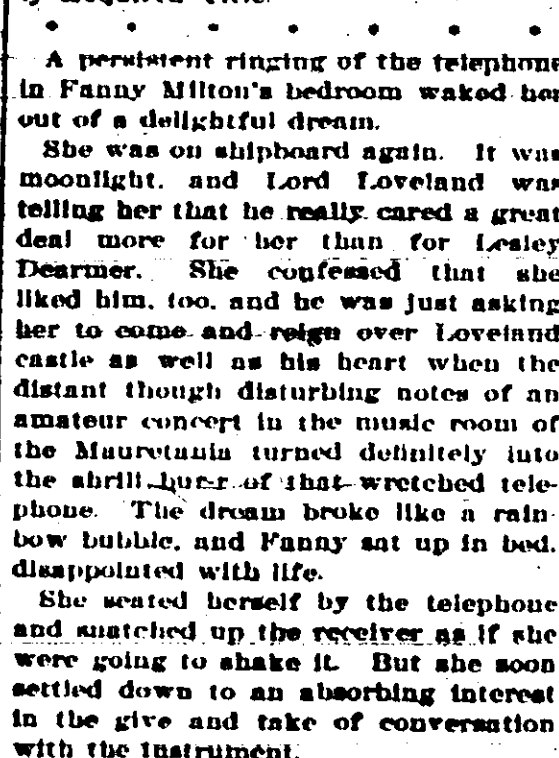 * * * * * * *
A persistent ringing of the telephone
in Fanny Milton's bedroom waked her
out of a delightful dream.
She was on shipboard again. It was
moonlight, and Lord Loveland was
telling her that he really cared a great
deal more for her than for Lesley
Dearmer. She confessed that she
liked him, too, and he was just asking
her to come and reign over Loveland
castle as well as his heart when the
distant though disturbing notes of an
amateur concert in the music room of
the Mauretania turned definitely into
the shrill bur-r of that wretched tele-
phone. The dream broke like a rain-
bow bubble, and Fanny sat up in bed,
disappointed with life.
She seated herself by the telephone
and snatched up the receiver as if she
were going to shake it. But she soon
settled down to an absorbing interest
in the give and take of conversation
with the instrument.